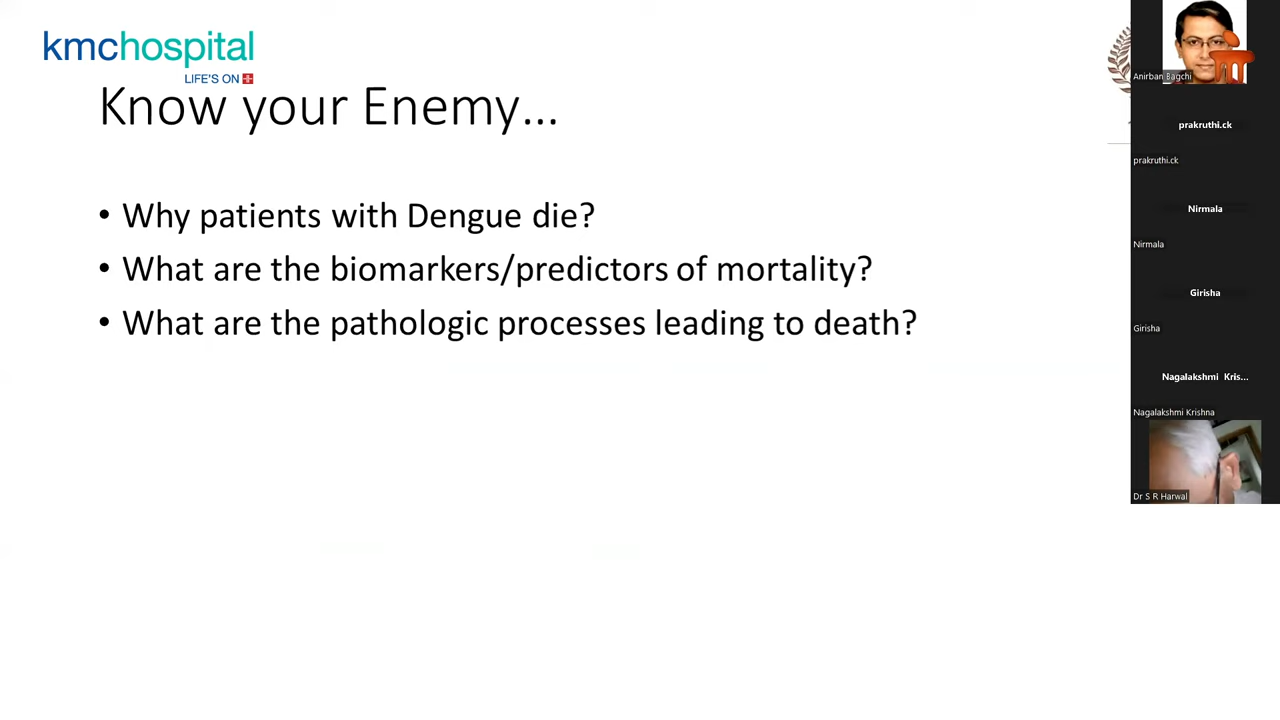 kmchospital
LIFE'S ON
Know your Enemy...
• Why patients with Dengue die?
• What are the biomarkers/predictors of mortality?
• What are the pathologic processes leading to death?
Anirban Bagchi
prakruthi.ck
prakruthi.ck
Nirmala
Nirmala
Girisha
Girisha
Nagalakshmi Kris...
Nagalakshmi Krishna
Dr S R Harwal